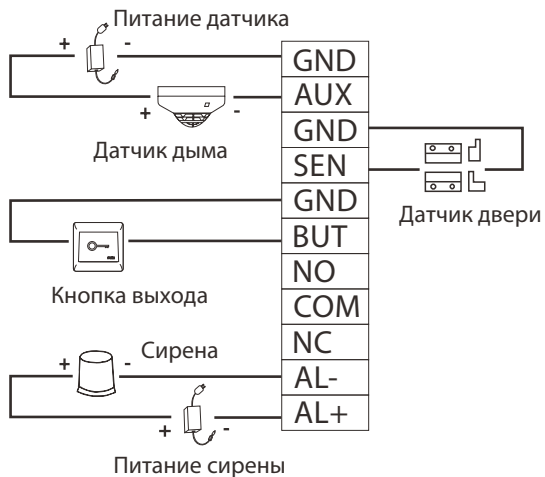 Питание датчика
+
-
GND
AUX
+
-
GND
Датчик дыма
SEN
GND
Датчик двери
BUT
NO
Кнопка выхода
COM
NC
Сирена
+
-
AL-
AL+
+
-
Питание сирены